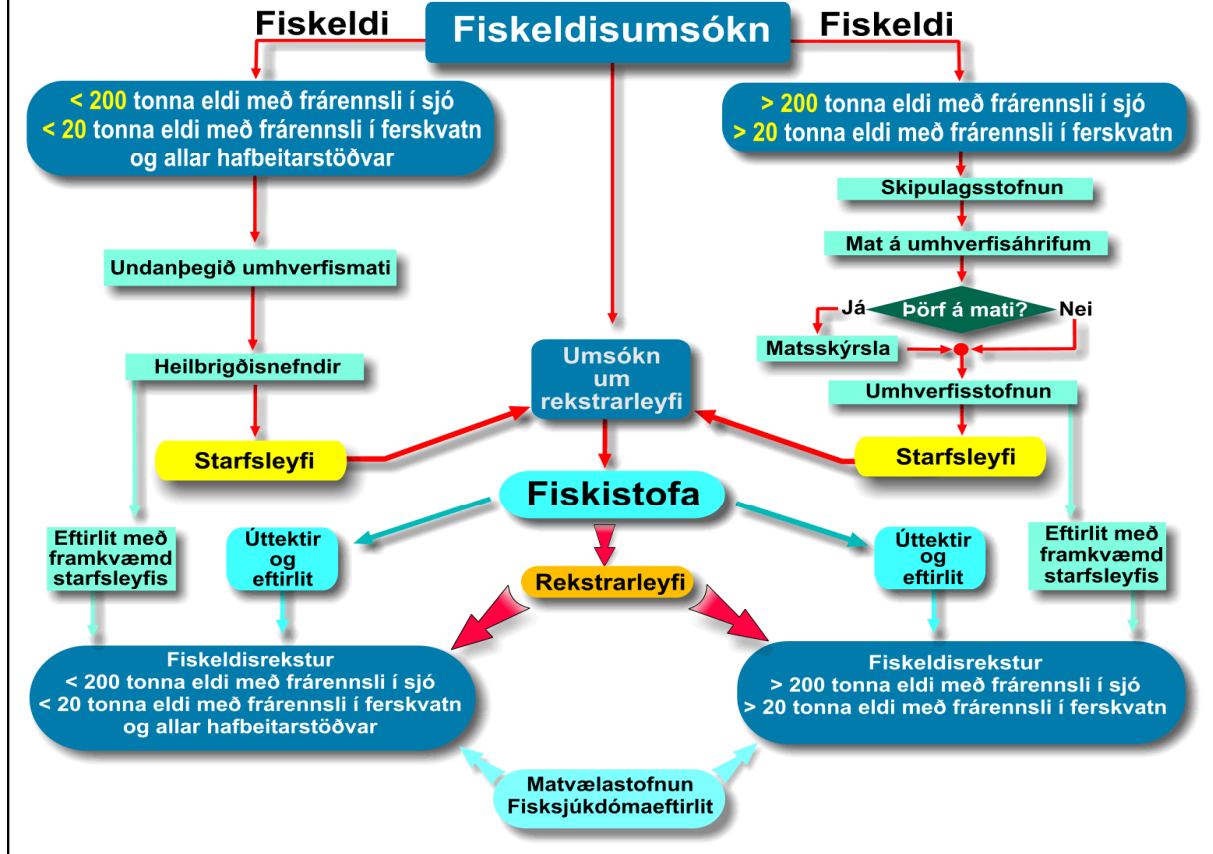 Fiskeldi
Fiskeldisumsókn
Fiskeldi
< 200 tonna eldi með frárennsli í sjó
< 20 tonna eldi með frárennsli í ferskvatn
og allar hafbeitarstöðvar
> 200 tonna eldi með frárennsli í sjó
> 20 tonna eldi með frárennsli í ferskvatn
Skipulagsstofnun
Mat á umhverfisáhrifum
Undanþegið umhverfismati
Já
Þörf á mati?
Nei
Matsskýrsla
Heilbrigðisnefndir
Umsókn
um
rekstrarleyfi
Umhverfisstofnun
Starfsleyfi
Starfsleyfi
Fiskistofa
Eftirlit með
framkvæmd
starfsleyfis
Úttektir
og
eftirlit
Rekstrarleyfi
Úttektir
og
eftirlit
Eftirlit með
framkvæmd
starfsleyfis
Fiskeldisrekstur
< 200 tonna eldi með frárennsli í sjó
< 20 tonna eldi með frárennsli í ferskvatn
og allar hafbeitarstöðvar
Fiskeldisrekstur
> 200 tonna eldi með frárennsli í sjó
> 20 tonna eldi með frárennsli í ferskvatn
Matvælastofnun
Fisksjúkdómaeftirlit